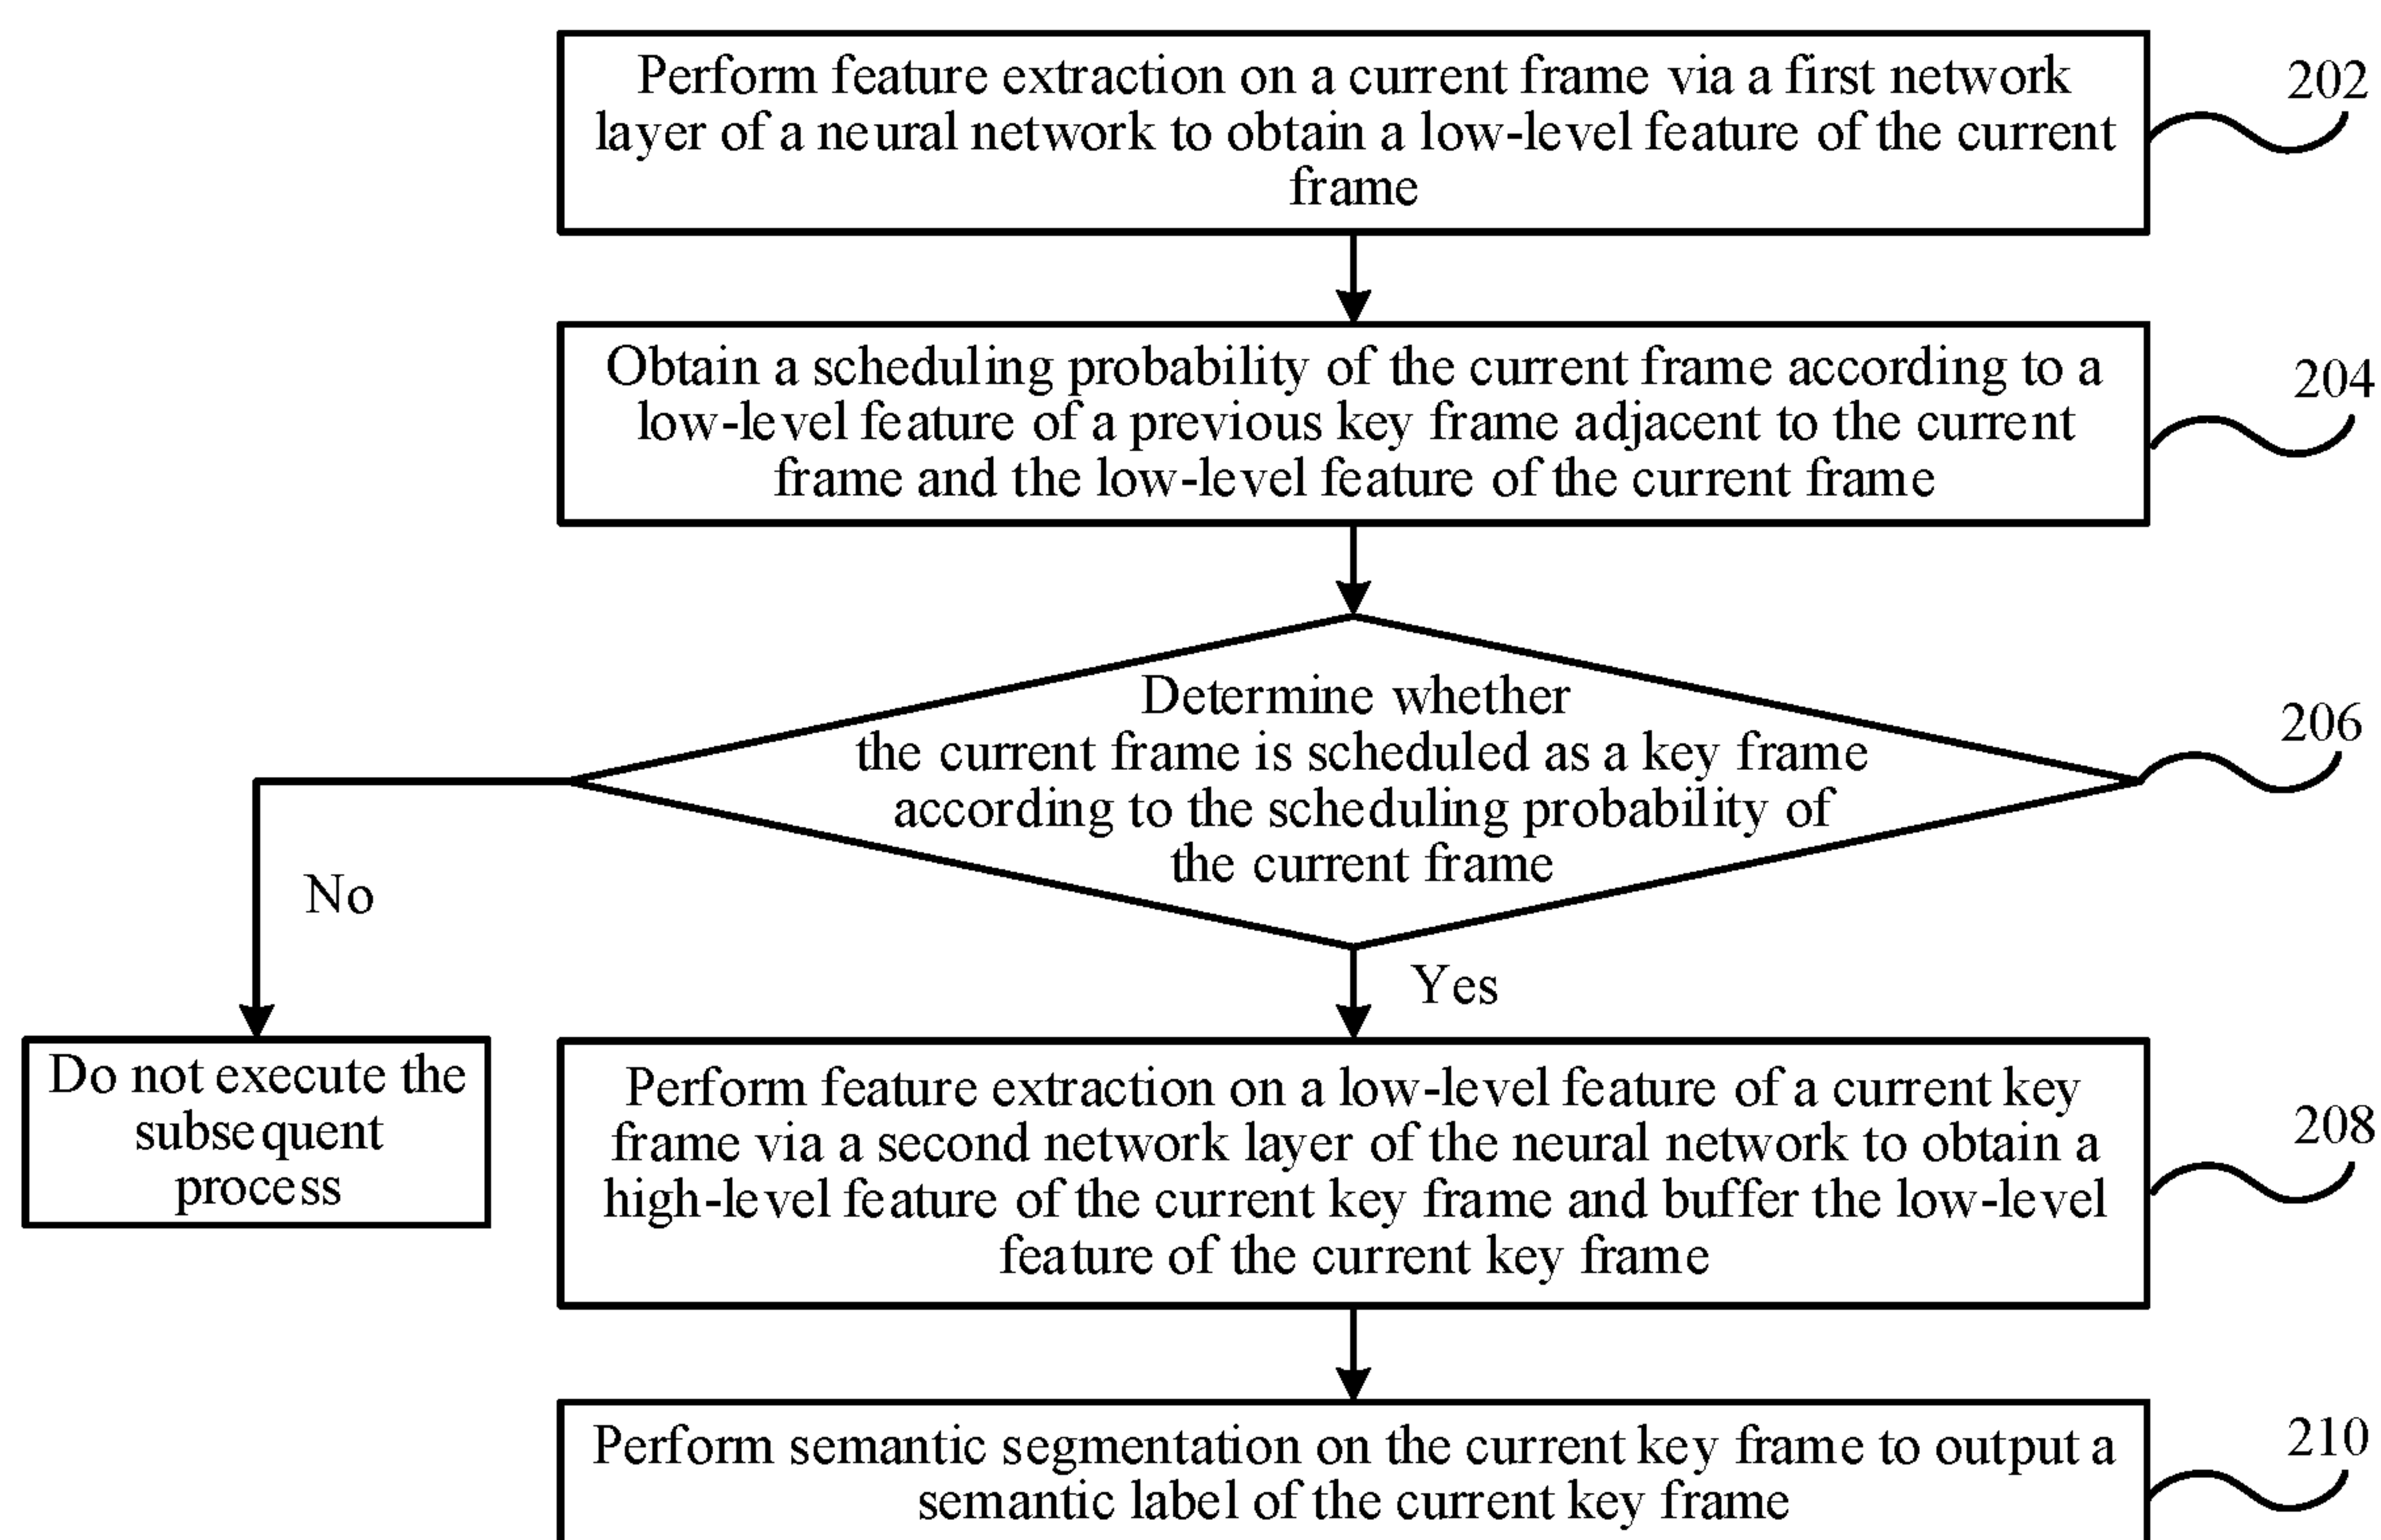 Perform feature extraction on a current frame via a first network
layer of a neural network to obtain a low-level feature of the current
frame
202
Obtain a scheduling probability of the current frame according to a
low-level feature of a previous key frame adjacent to the current
frame and the low-level feature of the current frame
204
Determine whether
the current frame is scheduled as a key frame
according to the scheduling probability of
the current frame
206
No
Yes
Do not execute the
subsequent
process
Perform feature extraction on a low-level feature of a current key
frame via a second network layer of the neural network to obtain a
high-level feature of the current key frame and buffer the low-level
feature of the current key frame
208
Perform semantic segmentation on the current key frame to output a
semantic label of the current key frame
210